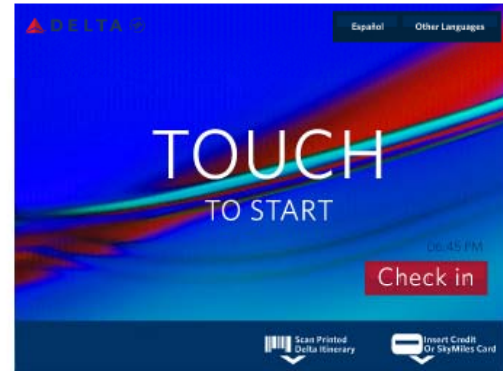 DELTA
Español
Other Languages
TOUCH
TO START
06:45 PM
Check in
Scan Printed
Delta Itinerary
Insert Credit
Or SkyMiles Card